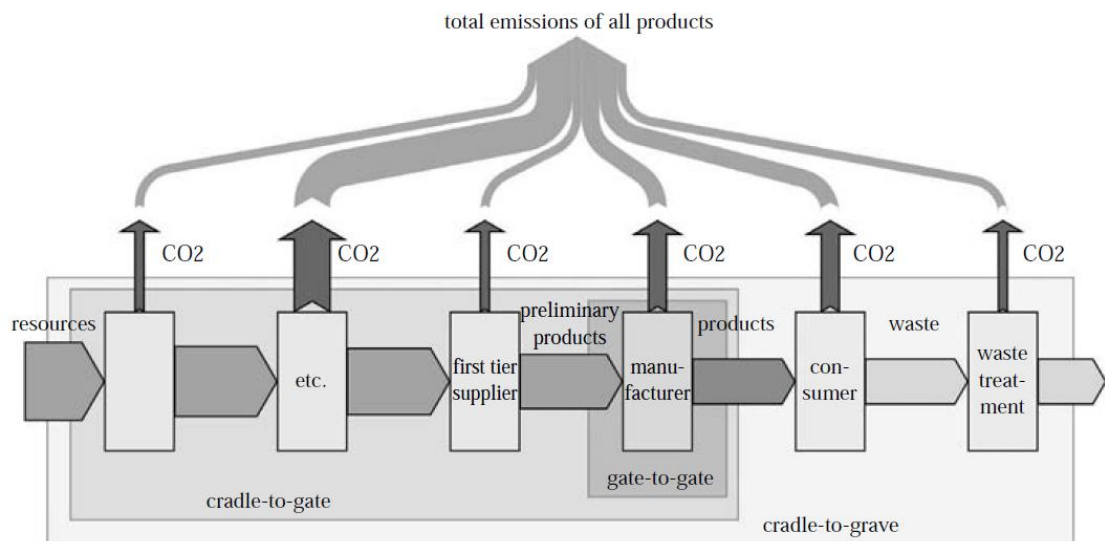 total emissions of all products
CO2
CO2
CO2
CO2
CO2
CO2
resources
preliminary
products
products
waste
etc.
first tier
supplier
manu-
facturer
con-
sumer
waste
treat-
ment
gate-to-gate
cradle-to-gate
cradle-to-grave